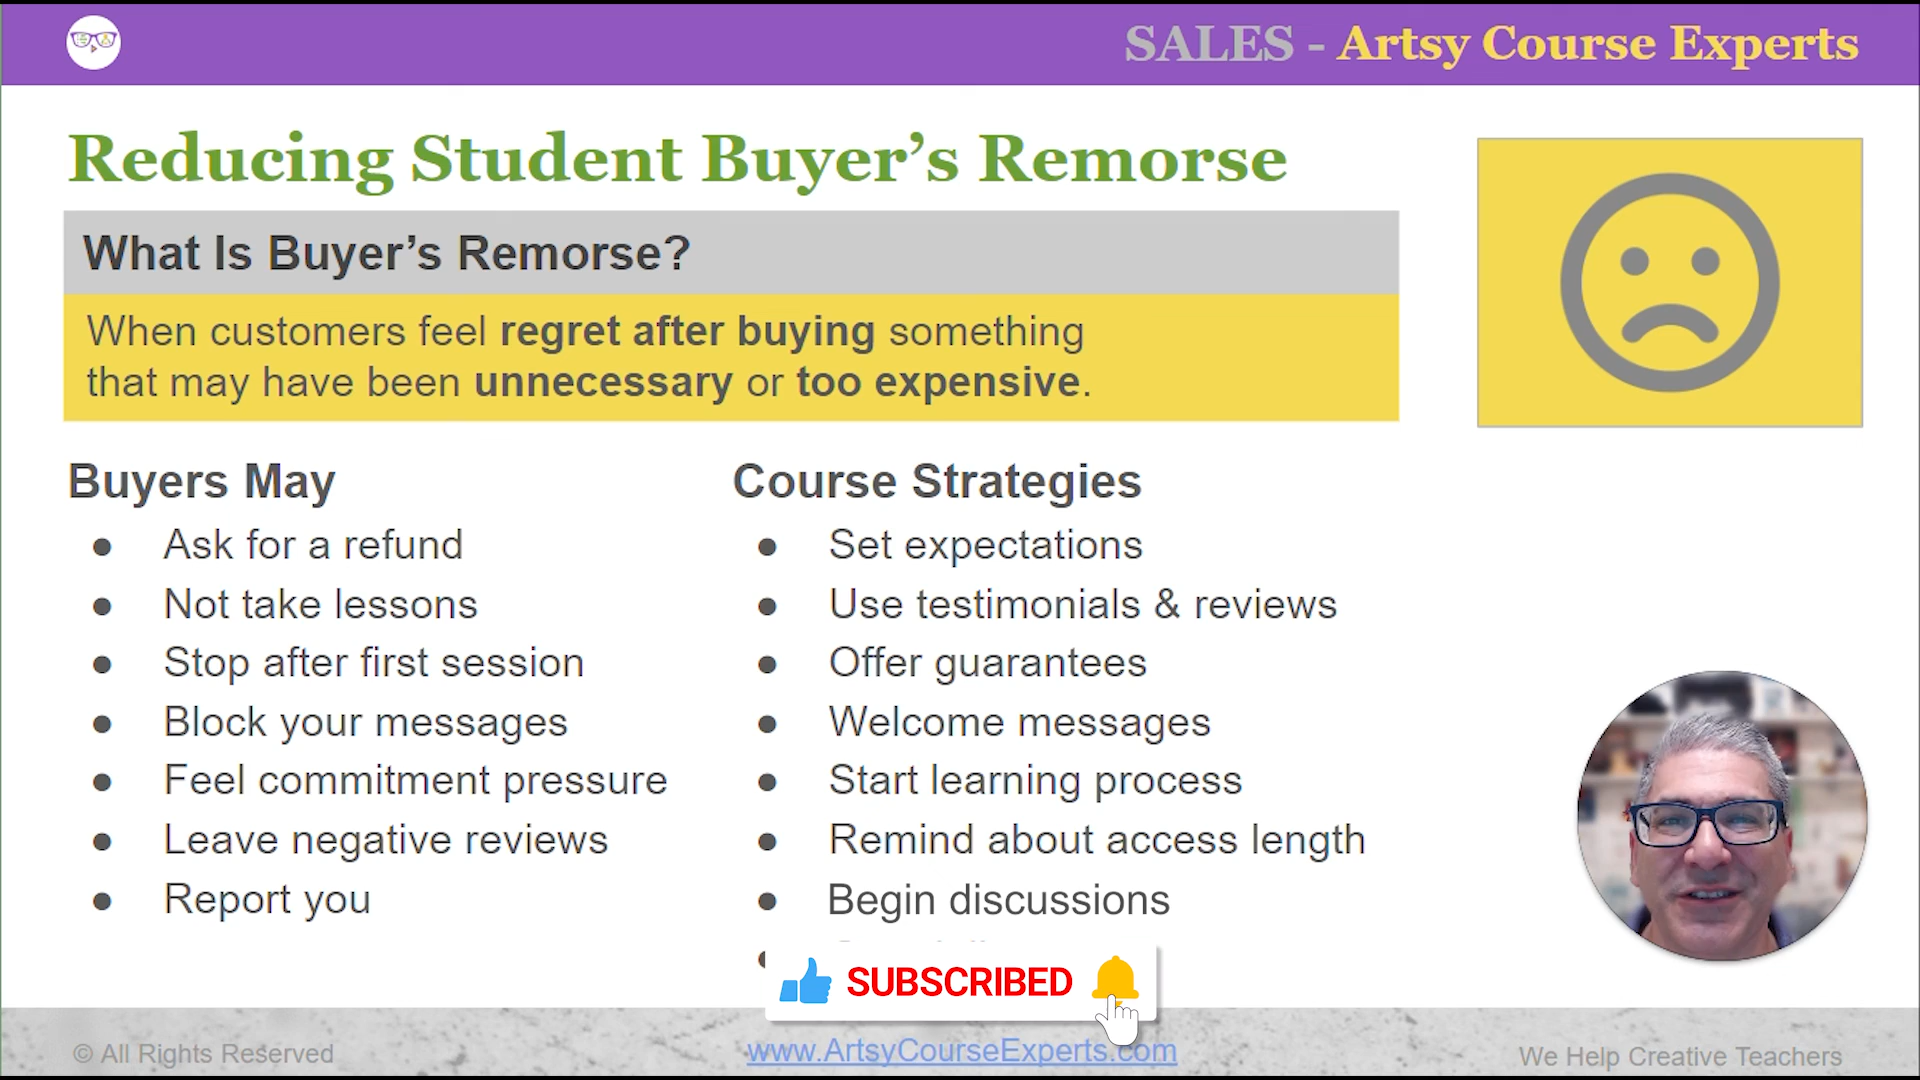 SALES - Artsy Course Experts
Reducing Student Buyer’s Remorse
What Is Buyer’s Remorse?
When customers feel regret after buying something
that may have been unnecessary or too expensive.
Buyers May
● Ask for a refund
● Not take lessons
● Stop after first session
● Block your messages
● Feel commitment pressure
● Leave negative reviews
● Report you
Course Strategies
● Set expectations
● Use testimonials & reviews
● Offer guarantees
● Welcome messages
● Start learning process
● Remind about access length
● Begin discussions
SUBSCRIBED
© All Rights Reserved
www.ArtsyCourseExperts.com
We Help Creative Teachers